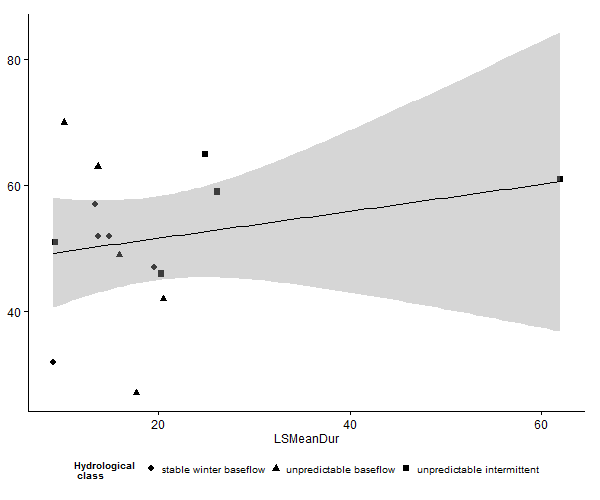 80
60
40
20 40 60
LSMeanDur
Hydrological
class
stable winter baseflow unpredictable baseflow unpredictable intermittent